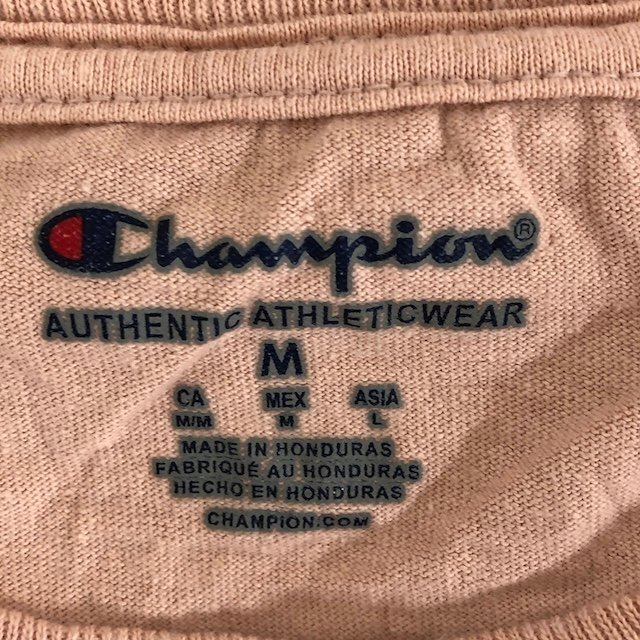 Champion®
AUTHENTIC ATHLETICWEAR
M
CA MEX ASIA
M/M M L
MADE IN HONDURAS
FABRIQUÉ AU HONDURAS
HECHO EN HONDURAS
CHAMPION.COM